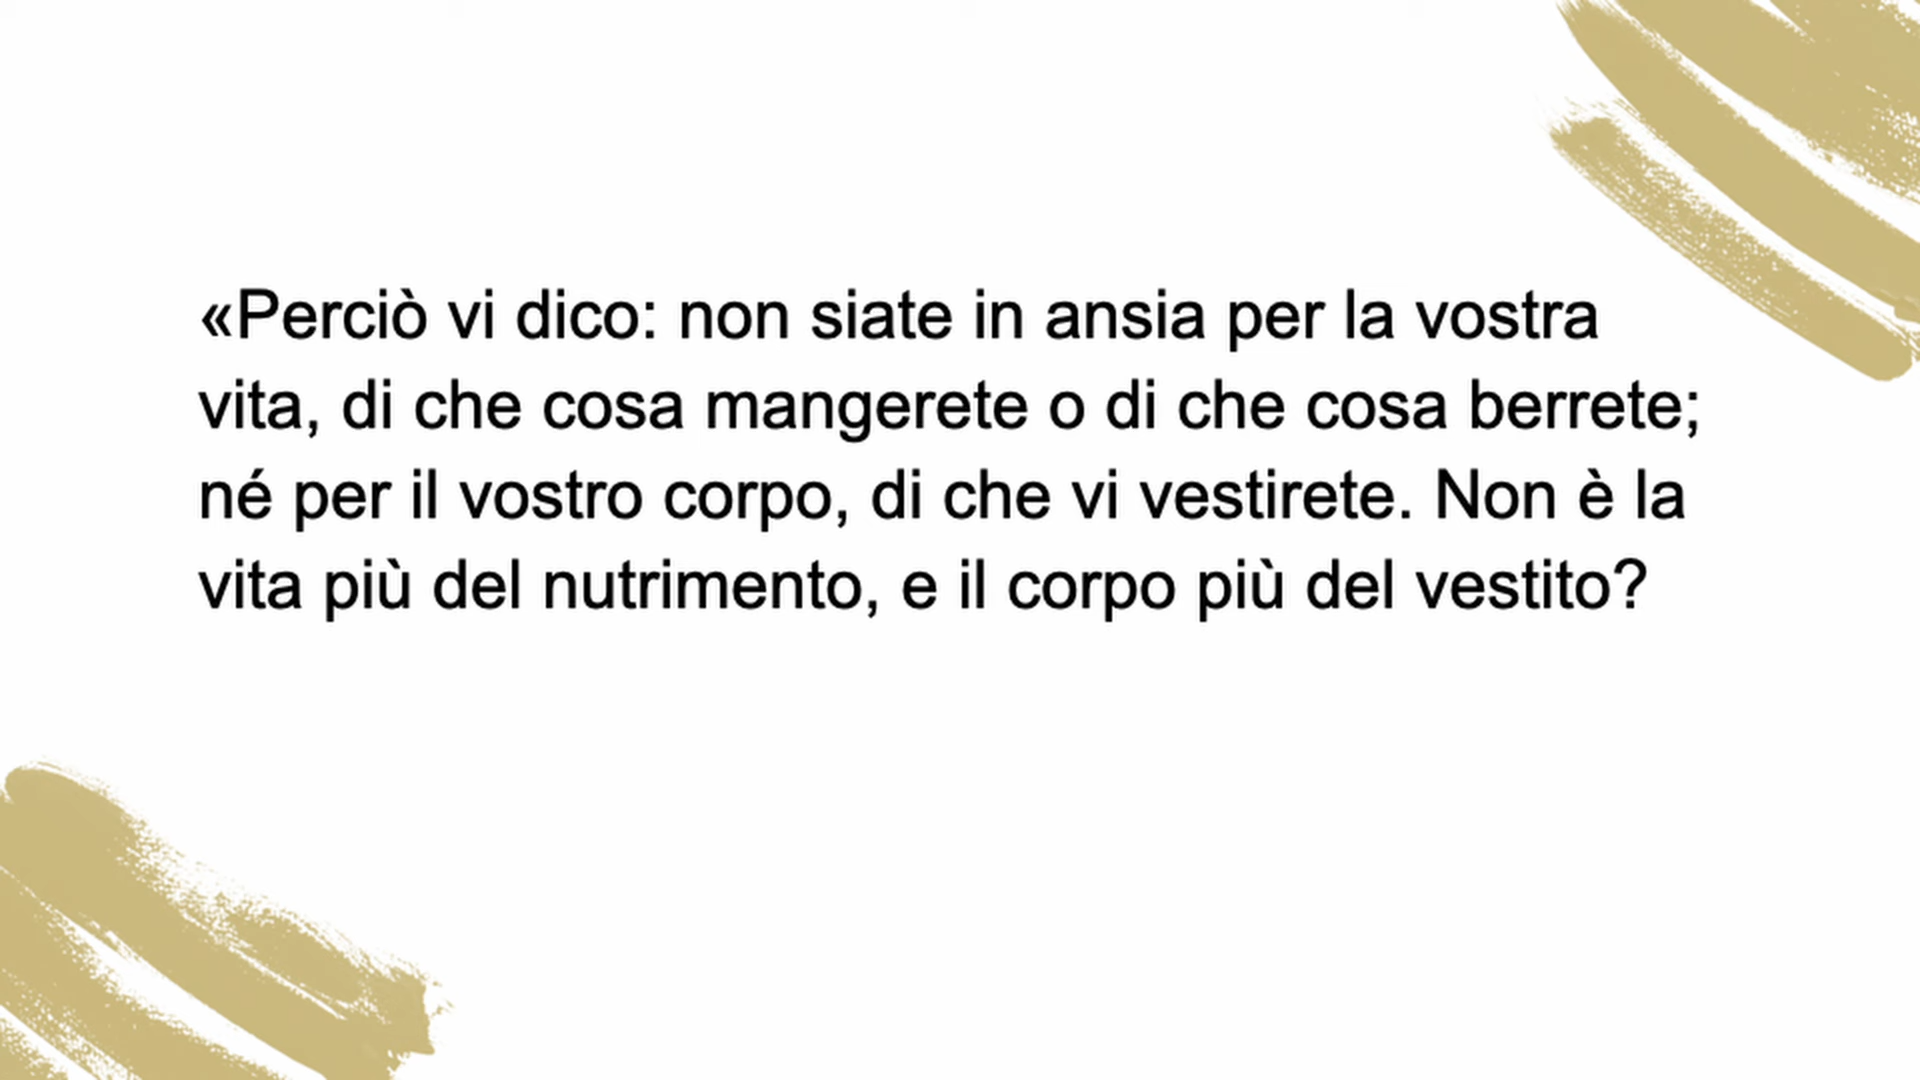 «Perciò vi dico: non siate in ansia per la vostra
vita, di che cosa mangerete o di che cosa berrete;
né per il vostro corpo, di che vi vestirete. Non è la
vita più del nutrimento, e il corpo più del vestito?